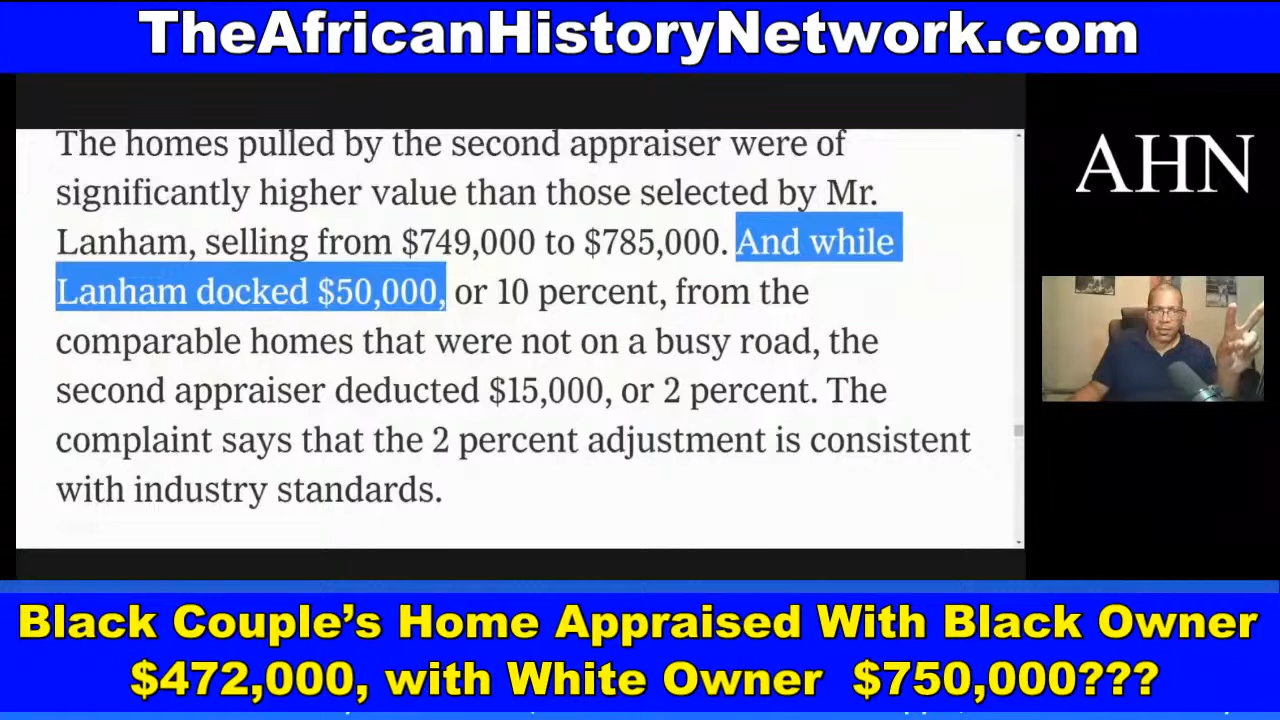 TheAfricanHistoryNetwork.com
The homes pulled by the second appraiser were of
significantly higher value than those selected by Mr.
Lanham, selling from $749,000 to $785,000. And while
Lanham docked $50,000, or 10 percent, from the
comparable homes that were not on a busy road, the
second appraiser deducted $15,000, or 2 percent. The
complaint says that the 2 percent adjustment is consistent
with industry standards.
AHN
Black Couple’s Home Appraised With Black Owner
$472,000, with White Owner $750,000???